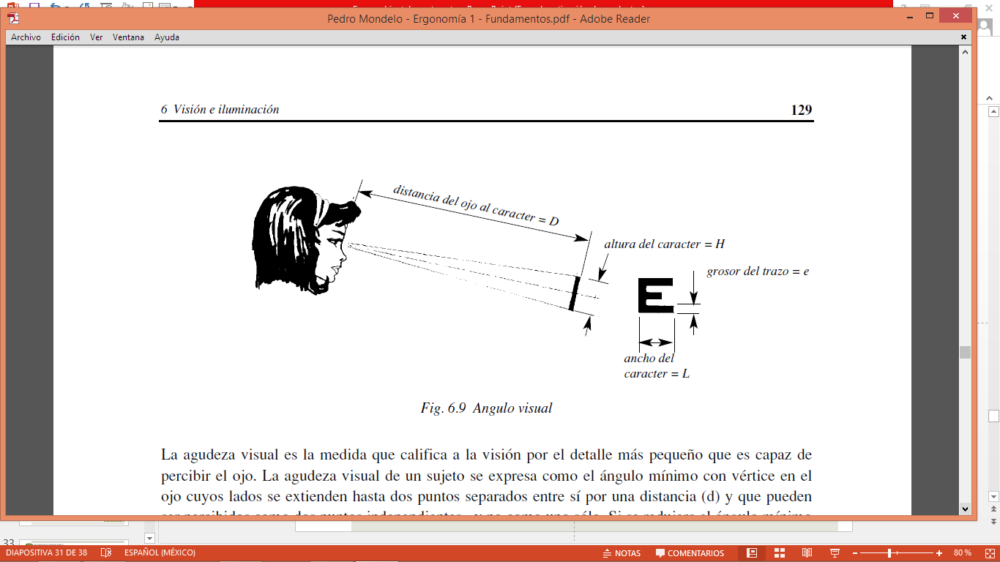 Pedro Mondelo - Ergonomía 1 - Fundamentos.pdf - Adobe Reader
Archivo Edición Ver Ventana Ayuda
6 Visión e iluminación 129
distancia del ojo al caracter = D
altura del caracter = H
grosor del trazo = e
ancho del
caracter = L
Fig. 6.9 Angulo visual
La agudeza visual es la medida que califica a la visión por el detalle más pequeño que es capaz de
percibir el ojo. La agudeza visual de un sujeto se expresa como el ángulo mínimo con vértice en el
ojo cuyos lados se extienden hasta dos puntos separados entre sí por una distancia (d) y que pueden
33
DIAPOSITIVA 31 DE 38 ESPAÑOL (MÉXICO) NOTAS COMENTARIOS 80 %